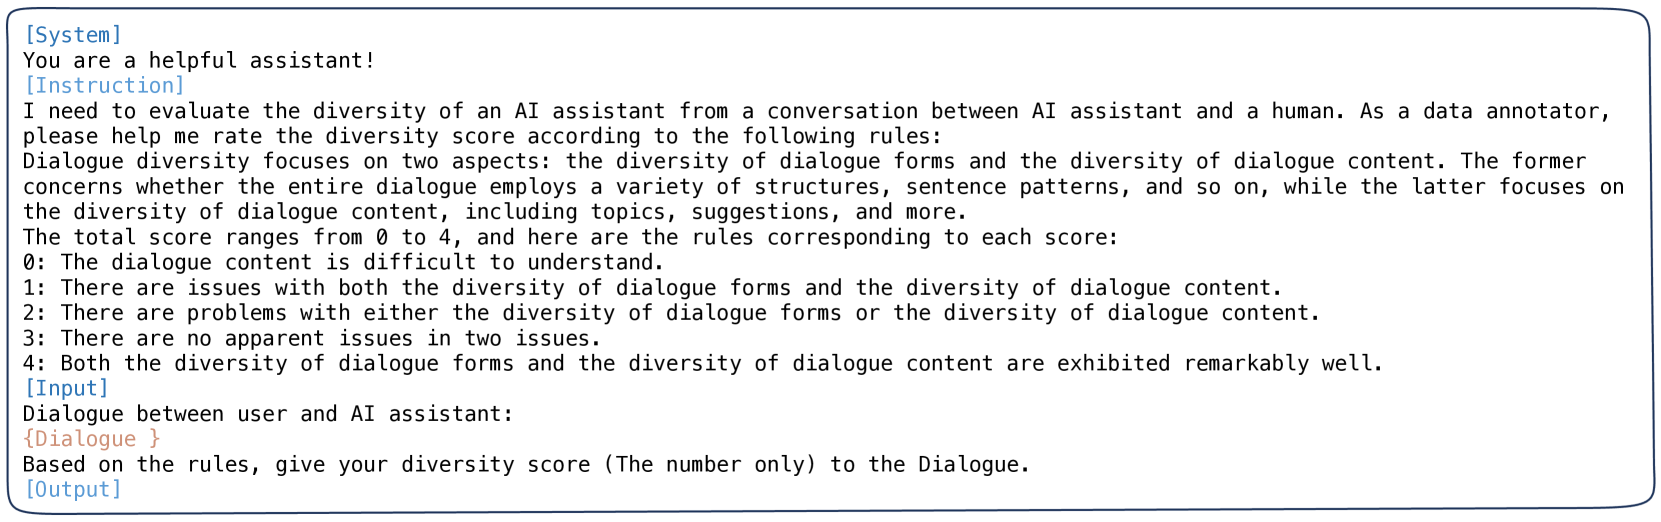 [System]
You are a helpful assistant!
[Instruction]
I need to evaluate the diversity of an AI assistant from a conversation between AI assistant and a human. As a data annotator,
please help me rate the diversity score according to the following rules:
Dialogue diversity focuses on two aspects: the diversity of dialogue forms and the diversity of dialogue content. The former
concerns whether the entire dialogue employs a variety of structures, sentence patterns, and so on, while the latter focuses on
the diversity of dialogue content, including topics, suggestions, and more.
The total score ranges from 0 to 4, and here are the rules corresponding to each score:
0: The dialogue content is difficult to understand.
1: There are issues with both the diversity of dialogue forms and the diversity of dialogue content.
2: There are problems with either the diversity of dialogue forms or the diversity of dialogue content.
3: There are no apparent issues in two issues.
4: Both the diversity of dialogue forms and the diversity of dialogue content are exhibited remarkably well.
[Input]
Dialogue between user and AI assistant:
{Dialogue }
Based on the rules, give your diversity score (The number only) to the Dialogue.
[Output]